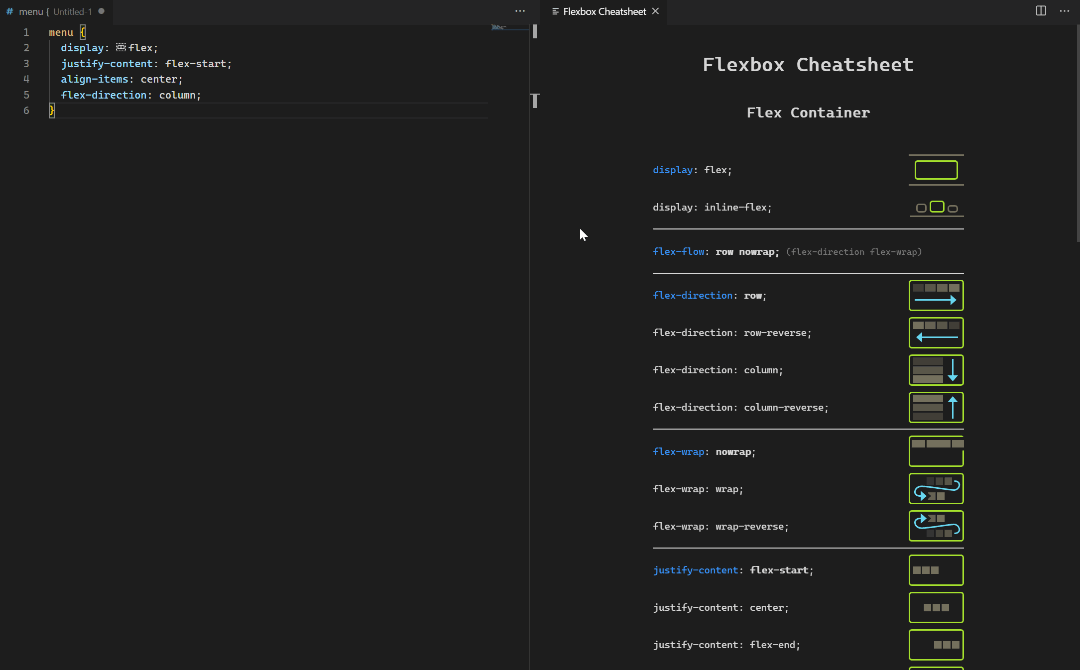 # menu { Untitled-1 ● ···
1 menu {
2 display: flex;
3 justify-content: flex-start;
4 align-items: center;
5 flex-direction: column;
6 }
Flexbox Cheatsheet × ···
Flexbox Cheatsheet
Flex Container
display: flex;
display: inline-flex;
flex-flow: row nowrap; (flex-direction flex-wrap)
flex-direction: row;
flex-direction: row-reverse;
flex-direction: column;
flex-direction: column-reverse;
flex-wrap: nowrap;
flex-wrap: wrap;
flex-wrap: wrap-reverse;
justify-content: flex-start;
justify-content: center;
justify-content: flex-end;